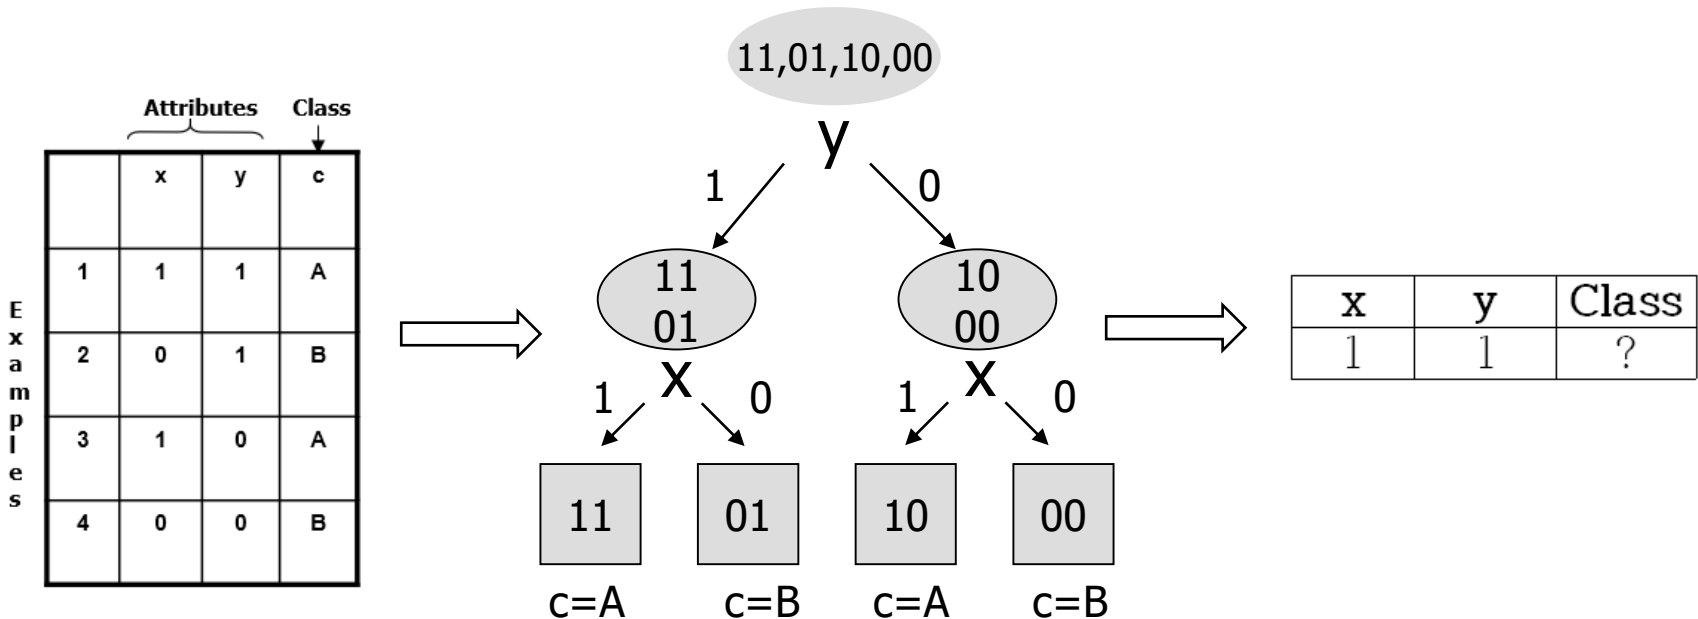 Attributes Class
x y c
1 1 1 A
2 0 1 B
3 1 0 A
4 0 0 B
Examples
11,01,10,00
y
1 0
11
01
10
00
x x
1 0 1 0
11 01 10 00
c=A c=B c=A c=B
x y Class
1 1 ?